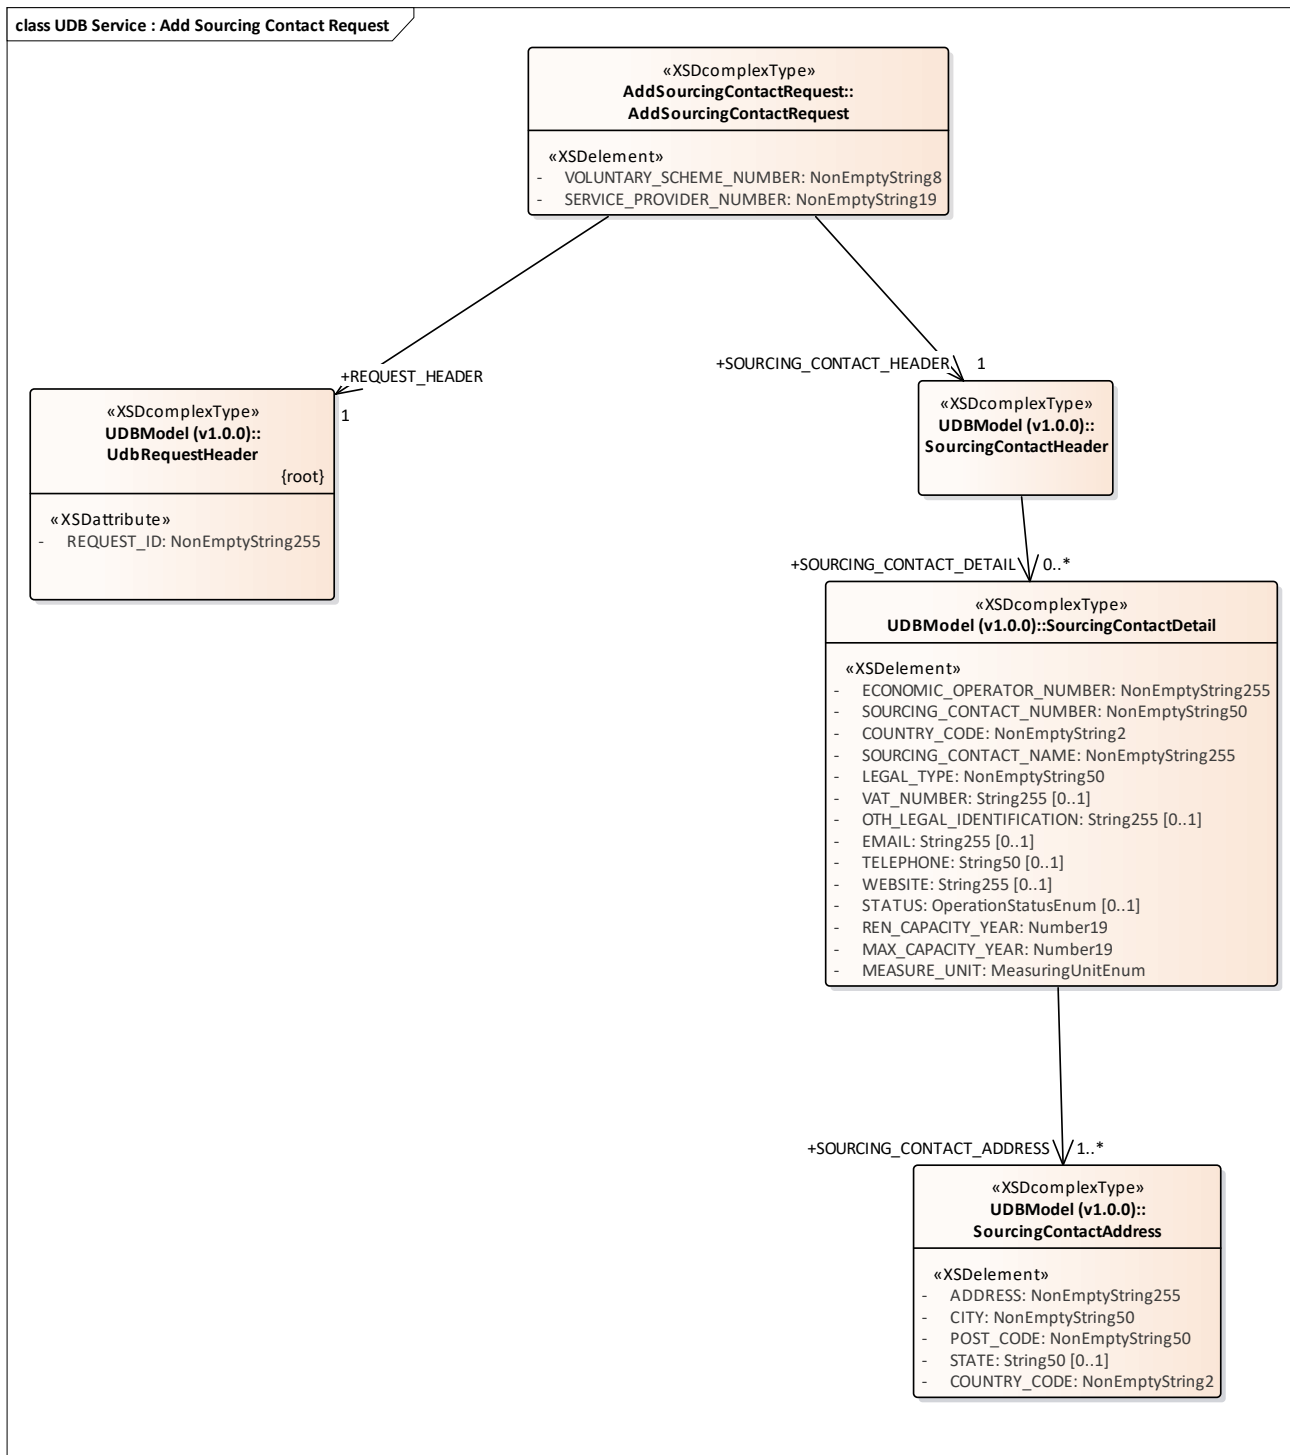 class UDB Service : Add Sourcing Contact Request
«XSDcomplexType»
AddSourcingContactRequest::
AddSourcingContactRequest
«XSDelement»
- VOLUNTARY_SCHEME_NUMBER: NonEmptyString8
- SERVICE_PROVIDER_NUMBER: NonEmptyString19
+REQUEST_HEADER
1
+SOURCING_CONTACT_HEADER 1
«XSDcomplexType»
UDBModel (v1.0.0)::
UdbRequestHeader
{root}
«XSDattribute»
- REQUEST_ID: NonEmptyString255
«XSDcomplexType»
UDBModel (v1.0.0)::
SourcingContactHeader
+SOURCING_CONTACT_DETAIL 0..*
«XSDcomplexType»
UDBModel (v1.0.0)::SourcingContactDetail
«XSDelement»
- ECONOMIC_OPERATOR_NUMBER: NonEmptyString255
- SOURCING_CONTACT_NUMBER: NonEmptyString50
- COUNTRY_CODE: NonEmptyString2
- SOURCING_CONTACT_NAME: NonEmptyString255
- LEGAL_TYPE: NonEmptyString50
- VAT_NUMBER: String255 [0..1]
- OTH_LEGAL_IDENTIFICATION: String255 [0..1]
- EMAIL: String255 [0..1]
- TELEPHONE: String50 [0..1]
- WEBSITE: String255 [0..1]
- STATUS: OperationStatusEnum [0..1]
- REN_CAPACITY_YEAR: Number19
- MAX_CAPACITY_YEAR: Number19
- MEASURE_UNIT: MeasuringUnitEnum
+SOURCING_CONTACT_ADDRESS 1..*
«XSDcomplexType»
UDBModel (v1.0.0)::
SourcingContactAddress
«XSDelement»
- ADDRESS: NonEmptyString255
- CITY: NonEmptyString50
- POST_CODE: NonEmptyString50
- STATE: String50 [0..1]
- COUNTRY_CODE: NonEmptyString2